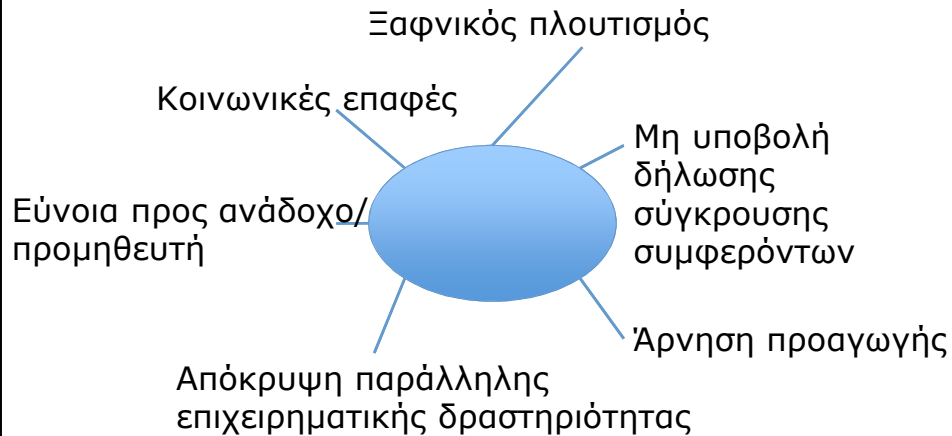 Ξαφνικός πλουτισμός
Κοινωνικές επαφές
Μη υποβολή
δήλωσης
σύγκρουσης
συμφερόντων
Εύνοια προς ανάδοχο/
προμηθευτή
Άρνηση προαγωγής
Απόκρυψη παράλληλης
επιχειρηματικής δραστηριότητας